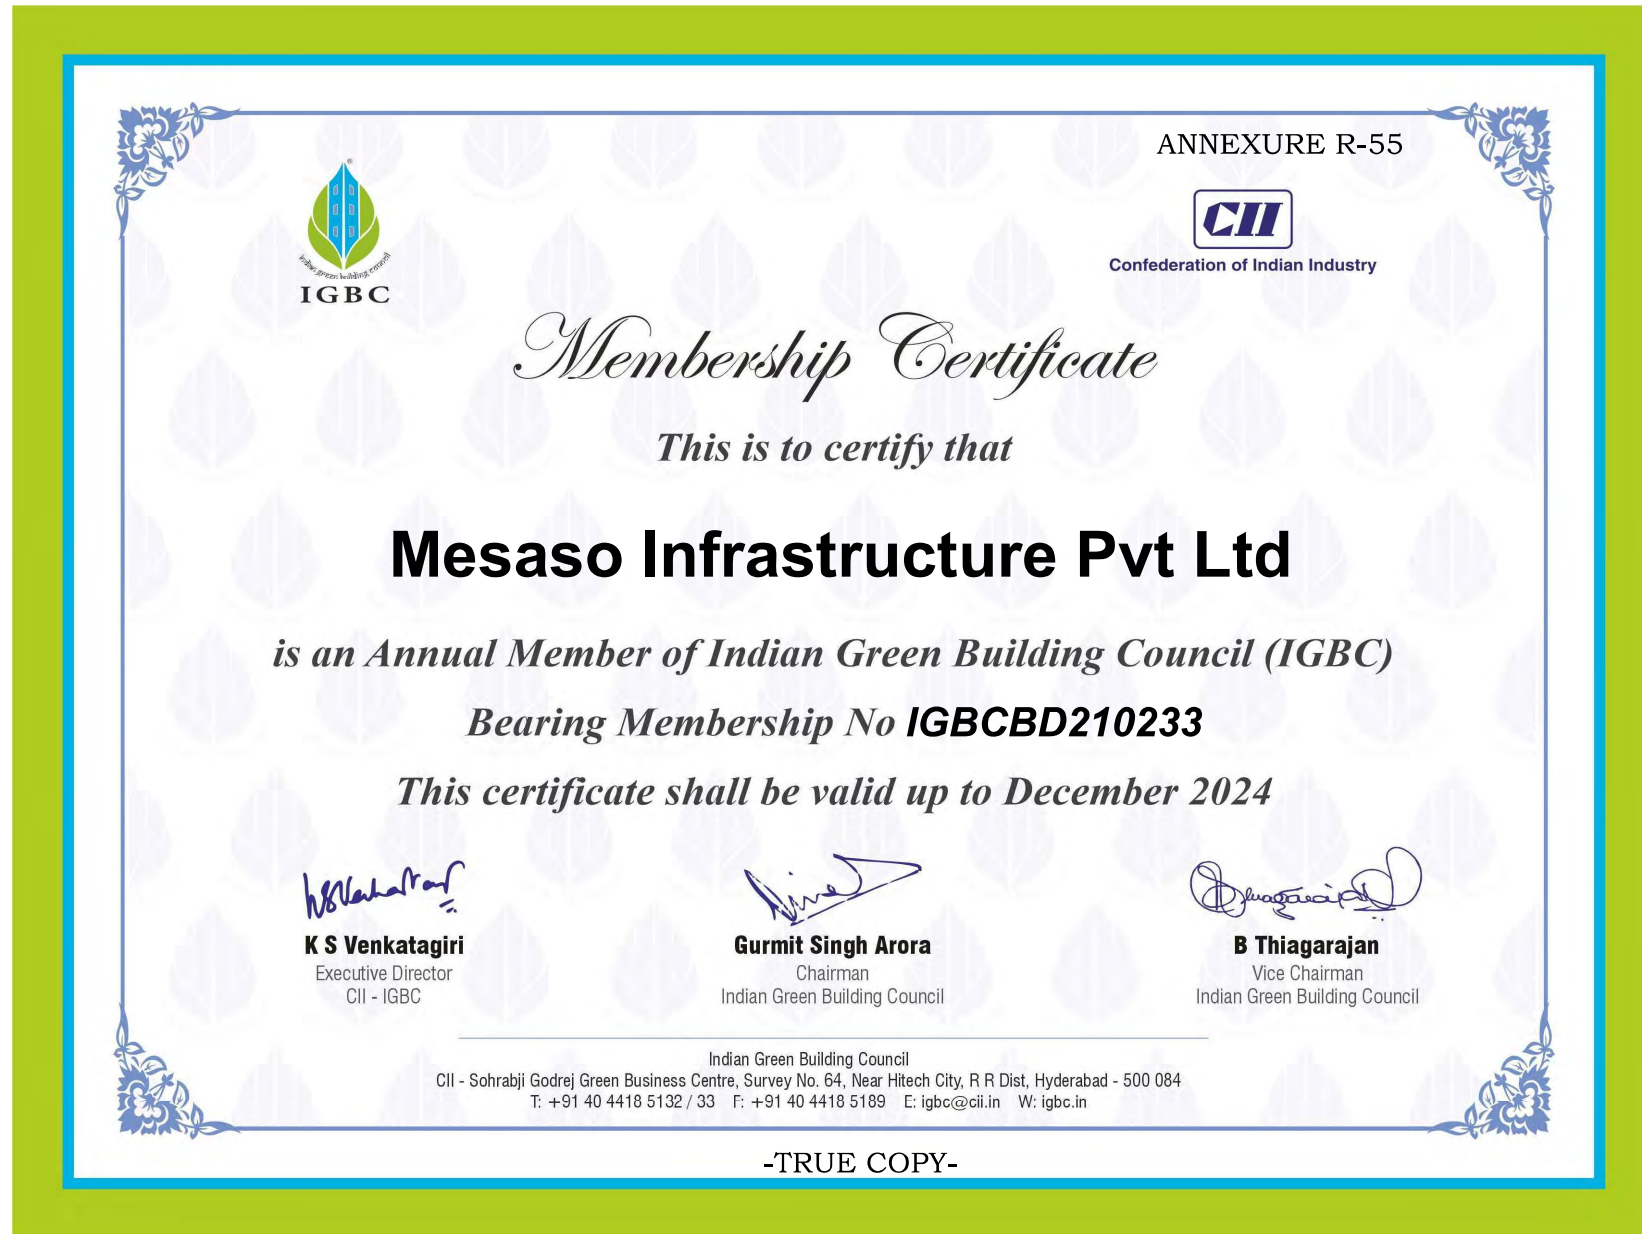 ANNEXURE R-55
®
indian green building council
IGBC
CII
Confederation of Indian Industry
Membership Certificate
This is to certify that
Mesaso Infrastructure Pvt Ltd
is an Annual Member of Indian Green Building Council (IGBC)
Bearing Membership No IGBCBD210233
This certificate shall be valid up to December 2024
K S Venkatagiri
Executive Director
CII - IGBC
Gurmit Singh Arora
Chairman
Indian Green Building Council
B Thiagarajan
Vice Chairman
Indian Green Building Council
Indian Green Building Council
CII - Sohrabji Godrej Green Business Centre, Survey No. 64, Near Hitech City, R R Dist, Hyderabad - 500 084
T: +91 40 4418 5132 / 33 F: +91 40 4418 5189 E: igbc@cii.in W: igbc.in
-TRUE COPY-